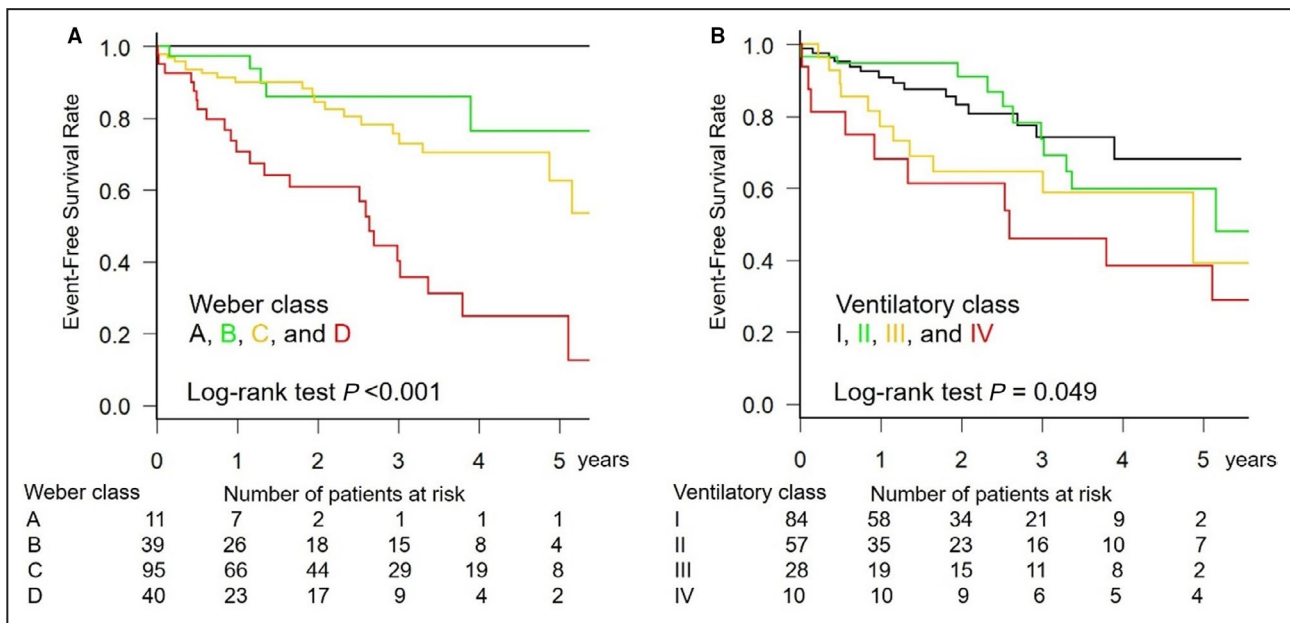 A
Event-Free Survival Rate
1.0
0.8
0.6
0.4
0.2
0.0
Weber class
A, B, C, and D
Log-rank test P <0.001
0 1 2 3 4 5 years
Weber class Number of patients at risk
A 11 7 2 1 1 1
B 39 26 18 15 8 4
C 95 66 44 29 19 8
D 40 23 17 9 4 2
B
Event-Free Survival Rate
1.0
0.8
0.6
0.4
0.2
0.0
Ventilatory class
I, II, III, and IV
Log-rank test P = 0.049
0 1 2 3 4 5 years
Ventilatory class Number of patients at risk
I 84 58 34 21 9 2
II 57 35 23 16 10 7
III 28 19 15 11 8 2
IV 10 10 9 6 5 4